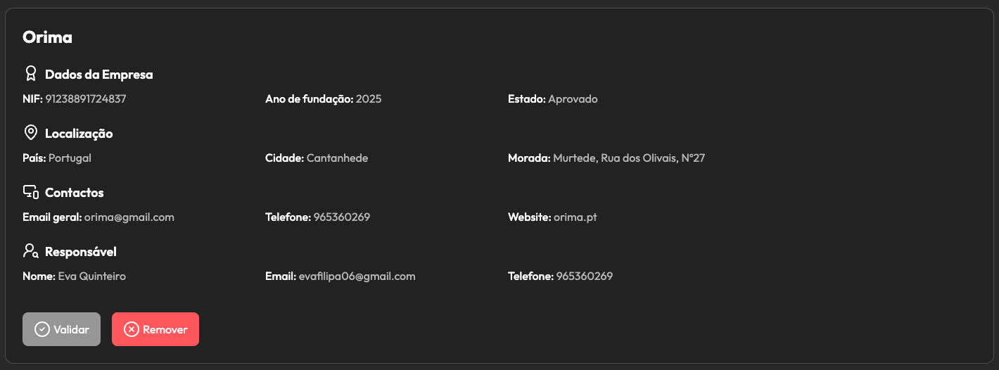 Orima
Dados da Empresa
NIF: 91238891724837 Ano de fundação: 2025 Estado: Aprovado
Localização
País: Portugal Cidade: Cantanhede Morada: Murtede, Rua dos Olivais, Nº27
Contactos
Email geral: orima@gmail.com Telefone: 965360269 Website: orima.pt
Responsável
Nome: Eva Quinteiro Email: evafilipa06@gmail.com Telefone: 965360269
Validar Remover